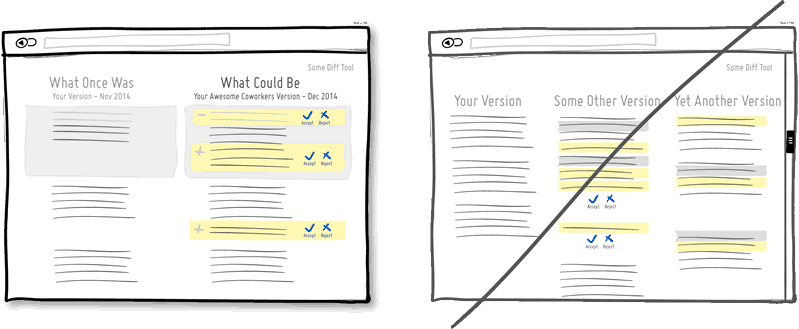 Some Diff Tool
What Once Was
Your Version - Nov 2014
What Could Be
Your Awesome Coworkers Version - Dec 2014
Accept Reject
Accept Reject
Accept Reject
Some Diff Tool
Your Version
Some Other Version
Yet Another Version
Accept Reject
Accept Reject